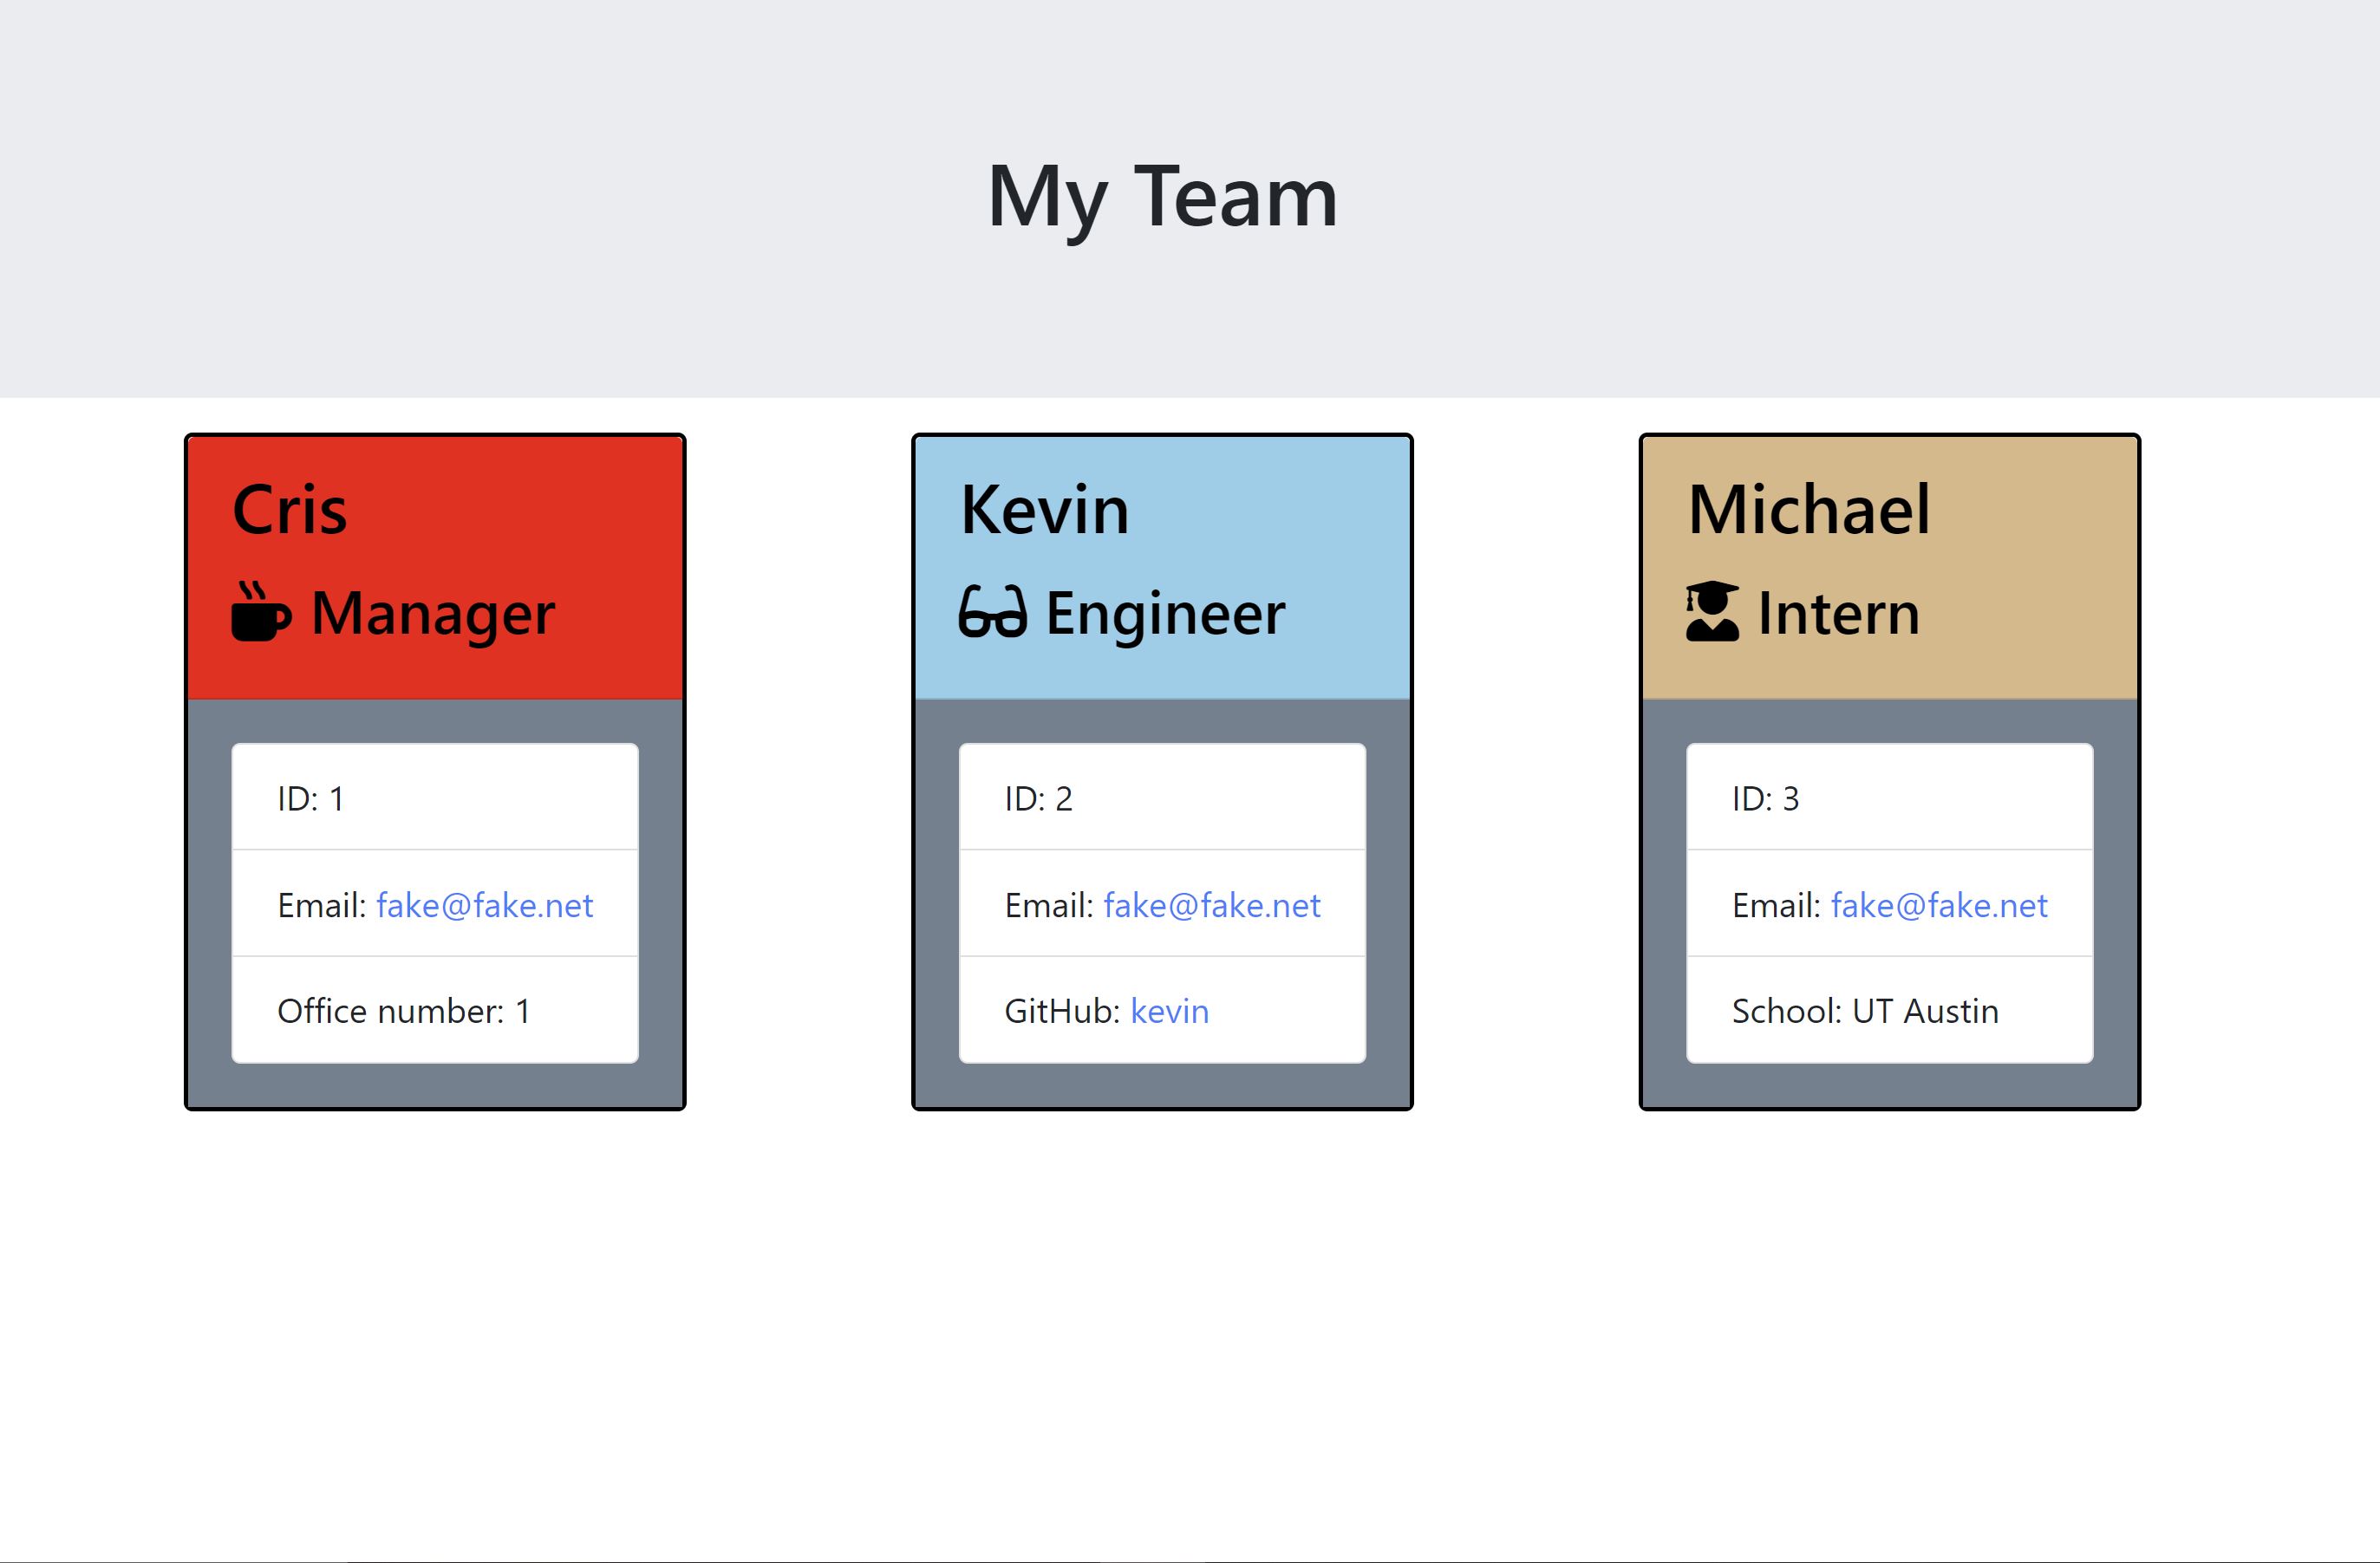 My Team
Cris
Manager
ID: 1
Email: fake@fake.net
Office number: 1
Kevin
Engineer
ID: 2
Email: fake@fake.net
GitHub: kevin
Michael
Intern
ID: 3
Email: fake@fake.net
School: UT Austin